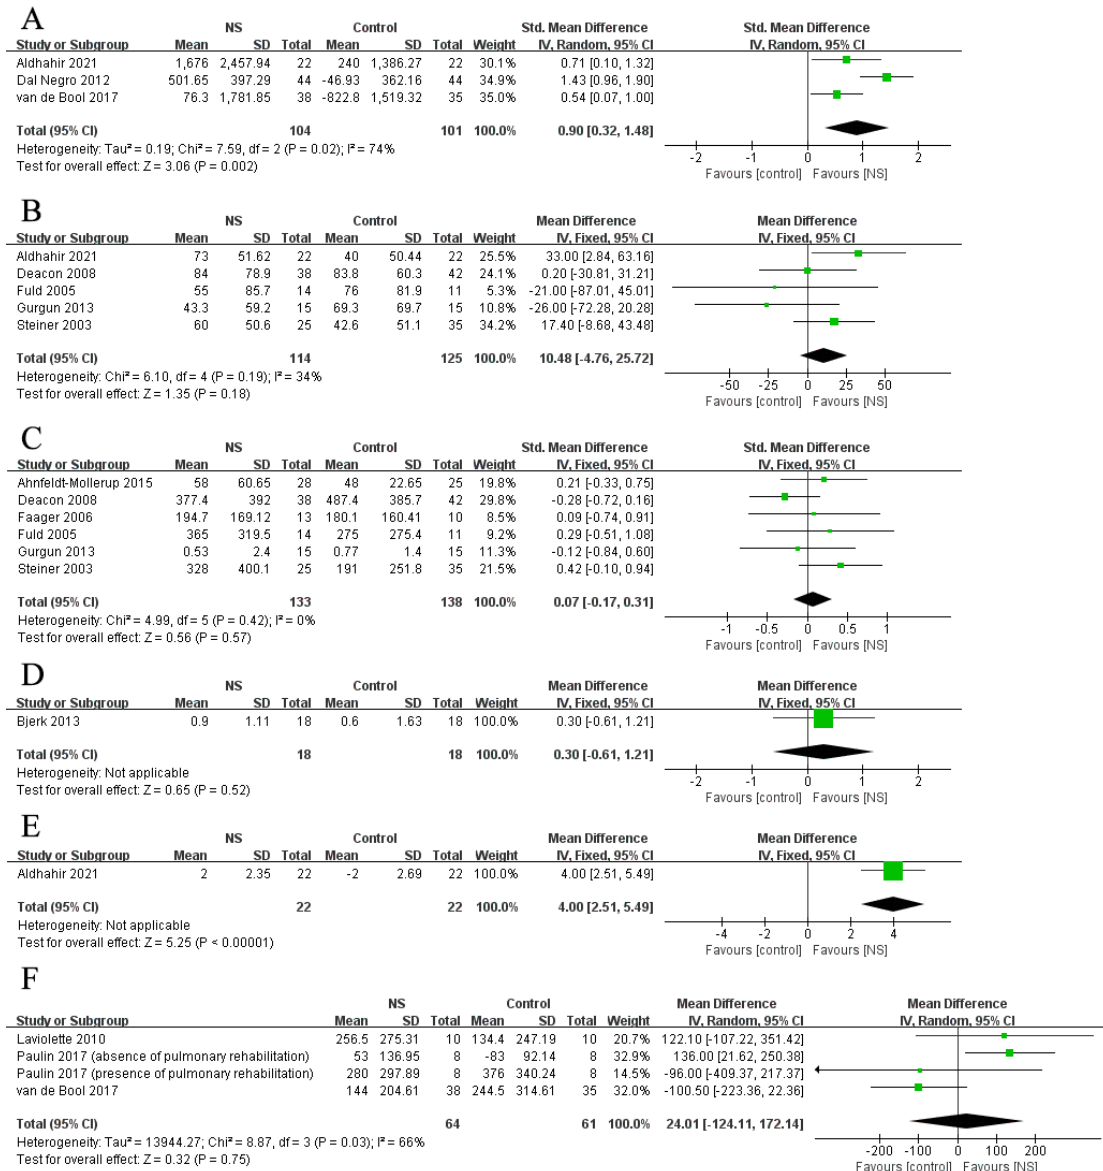 A
NS Control Std. Mean Difference Std. Mean Difference
Study or Subgroup Mean SD Total Mean SD Total Weight IV, Random, 95% CI IV, Random, 95% CI
Aldhahir 2021 1,676 2,457.94 22 240 1,386.27 22 30.1% 0.71 [0.10, 1.32]
Dal Negro 2012 501.65 397.29 44 -46.93 362.16 44 34.9% 1.43 [0.96, 1.90]
van de Bool 2017 76.3 1,781.85 38 -822.8 1,519.32 35 35.0% 0.54 [0.07, 1.00]
Total (95% CI) 104 101 100.0% 0.90 [0.32, 1.48]
Heterogeneity: Tau² = 0.19; Chi² = 7.59, df = 2 (P = 0.02); I² = 74%
Test for overall effect: Z = 3.06 (P = 0.002)
-2 -1 0 1 2
Favours [control] Favours [NS]
B
NS Control Mean Difference Mean Difference
Study or Subgroup Mean SD Total Mean SD Total Weight IV, Fixed, 95% CI IV, Fixed, 95% CI
Aldhahir 2021 73 51.62 22 40 50.44 22 25.5% 33.00 [2.84, 63.16]
Deacon 2008 84 78.9 38 83.8 60.3 42 24.1% 0.20 [-30.81, 31.21]
Fuld 2005 55 85.7 14 76 81.9 11 5.3% -21.00 [-87.01, 45.01]
Gurgun 2013 43.3 59.2 15 69.3 69.7 15 10.8% -26.00 [-72.28, 20.28]
Steiner 2003 60 50.6 25 42.6 51.1 35 34.2% 17.40 [-8.68, 43.48]
Total (95% CI) 114 125 100.0% 10.48 [-4.76, 25.72]
Heterogeneity: Chi² = 6.10, df = 4 (P = 0.19); I² = 34%
Test for overall effect: Z = 1.35 (P = 0.18)
-50 -25 0 25 50
Favours [control] Favours [NS]
C
NS Control Std. Mean Difference Std. Mean Difference
Study or Subgroup Mean SD Total Mean SD Total Weight IV, Fixed, 95% CI IV, Fixed, 95% CI
Ahnfeldt-Mollerup 2015 58 60.65 28 48 22.65 25 19.8% 0.21 [-0.33, 0.75]
Deacon 2008 377.4 392 38 487.4 385.7 42 29.7% -0.28 [-0.72, 0.16]
Faager 2006 194.7 169.12 13 180.1 160.41 10 8.5% 0.09 [-0.74, 0.91]
Fuld 2005 365 319.5 14 275 275.4 11 9.2% 0.29 [-0.51, 1.08]
Gurgun 2013 0.53 2.4 15 0.77 1.4 15 11.3% -0.12 [-0.84, 0.60]
Steiner 2003 328 400.1 25 191 251.8 35 21.5% 0.42 [-0.10, 0.94]
Total (95% CI) 133 138 100.0% 0.07 [-0.17, 0.31]
Heterogeneity: Chi² = 4.99, df = 5 (P = 0.42); I² = 0%
Test for overall effect: Z = 0.56 (P = 0.57)
-1 -0.5 0 0.5 1
Favours [control] Favours [NS]
D
NS Control Mean Difference Mean Difference
Study or Subgroup Mean SD Total Mean SD Total Weight IV, Fixed, 95% CI IV, Fixed, 95% CI
Bjerk 2013 0.9 1.11 18 0.6 1.63 18 100.0% 0.30 [-0.61, 1.21]
Total (95% CI) 18 18 100.0% 0.30 [-0.61, 1.21]
Heterogeneity: Not applicable
Test for overall effect: Z = 0.65 (P = 0.52)
-2 -1 0 1 2
Favours [control] Favours [NS]
E
NS Control Mean Difference Mean Difference
Study or Subgroup Mean SD Total Mean SD Total Weight IV, Fixed, 95% CI IV, Fixed, 95% CI
Aldhahir 2021 2 2.35 22 -2 2.69 22 100.0% 4.00 [2.51, 5.49]
Total (95% CI) 22 22 100.0% 4.00 [2.51, 5.49]
Heterogeneity: Not applicable
Test for overall effect: Z = 5.25 (P < 0.00001)
-4 -2 0 2 4
Favours [control] Favours [NS]
F
NS Control Mean Difference Mean Difference
Study or Subgroup Mean SD Total Mean SD Total Weight IV, Random, 95% CI IV, Random, 95% CI
Laviolette 2010 256.5 275.31 10 134.4 247.19 10 20.7% 122.10 [-107.22, 351.42]
Paulin 2017 (absence of pulmonary rehabilitation) 53 136.95 8 -83 92.14 8 32.9% 136.00 [21.62, 250.38]
Paulin 2017 (presence of pulmonary rehabilitation) 280 297.89 8 376 340.24 8 14.5% -96.00 [-409.37, 217.37]
van de Bool 2017 144 204.61 38 244.5 314.61 35 32.0% -100.50 [-223.36, 22.36]
Total (95% CI) 64 61 100.0% 24.01 [-124.11, 172.14]
Heterogeneity: Tau² = 13944.27; Chi² = 8.87, df = 3 (P = 0.03); I² = 66%
Test for overall effect: Z = 0.32 (P = 0.75)
-200 -100 0 100 200
Favours [control] Favours [NS]